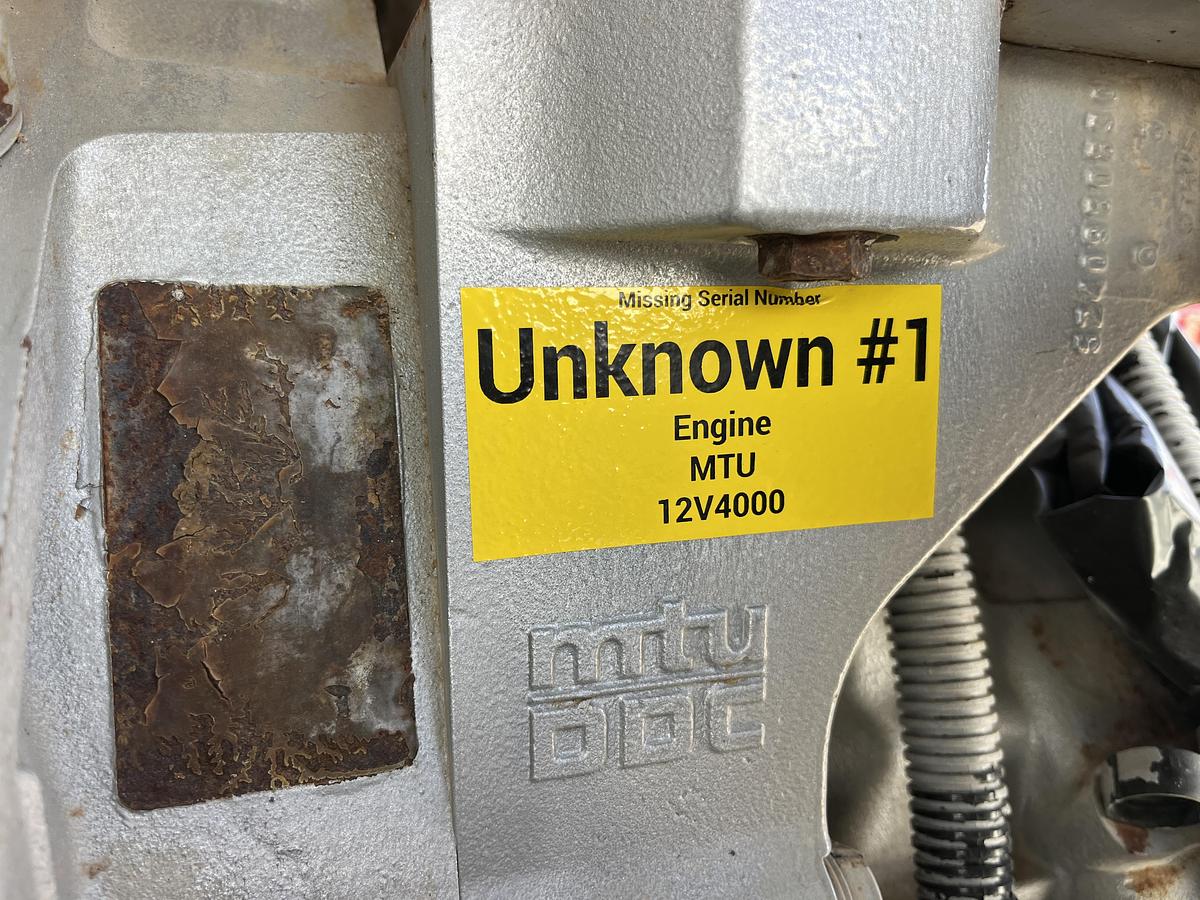 Missing Serial Number
Unknown #1
Engine
MTU
12V4000
mtu
DDC